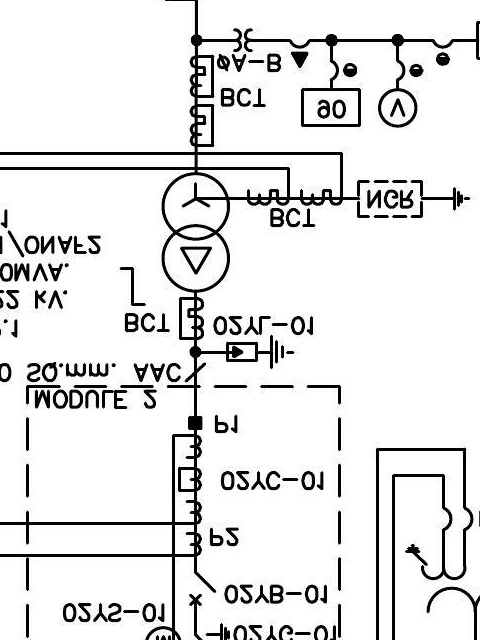 ØA-B
BCT
90
V
NGR
BCT
1
/ONAF2
0MVA.
22 kV.
.1
BCT
02YL-01
0 SQ.mm. AAC
MODULE 2
P1
02YC-01
P2
02YB-01
02YS-01
02YG-01